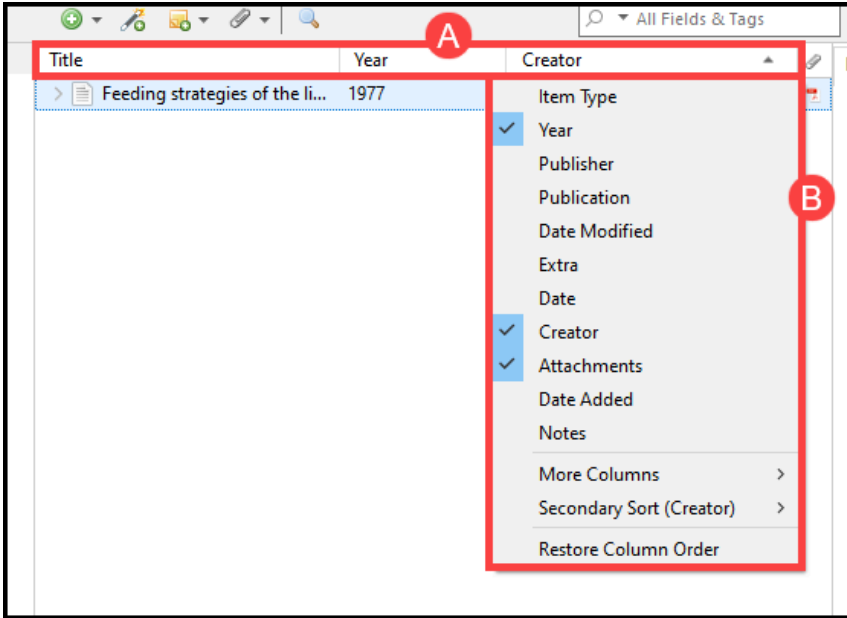 All Fields & Tags
A
Title Year Creator
Feeding strategies of the li... 1977
Item Type
Year
Publisher
B
Publication
Date Modified
Extra
Date
Creator
Attachments
Date Added
Notes
More Columns
Secondary Sort (Creator)
Restore Column Order